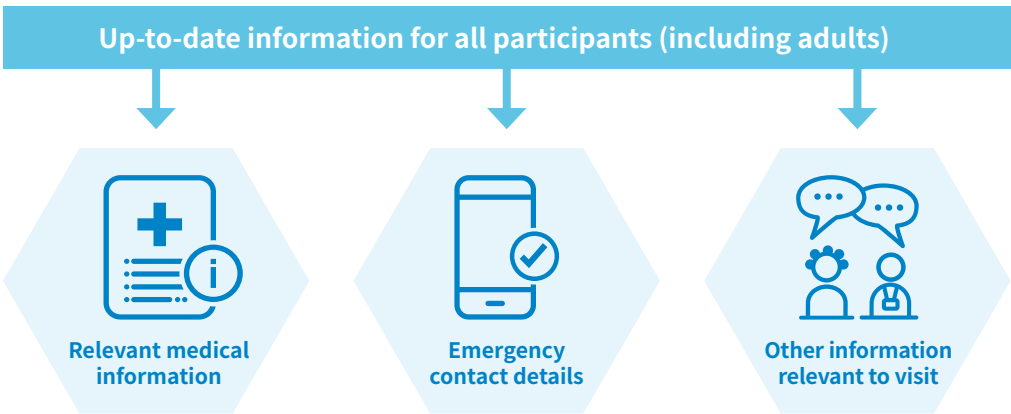 Up-to-date information for all participants (including adults)
Relevant medical
information
Emergency
contact details
Other information
relevant to visit